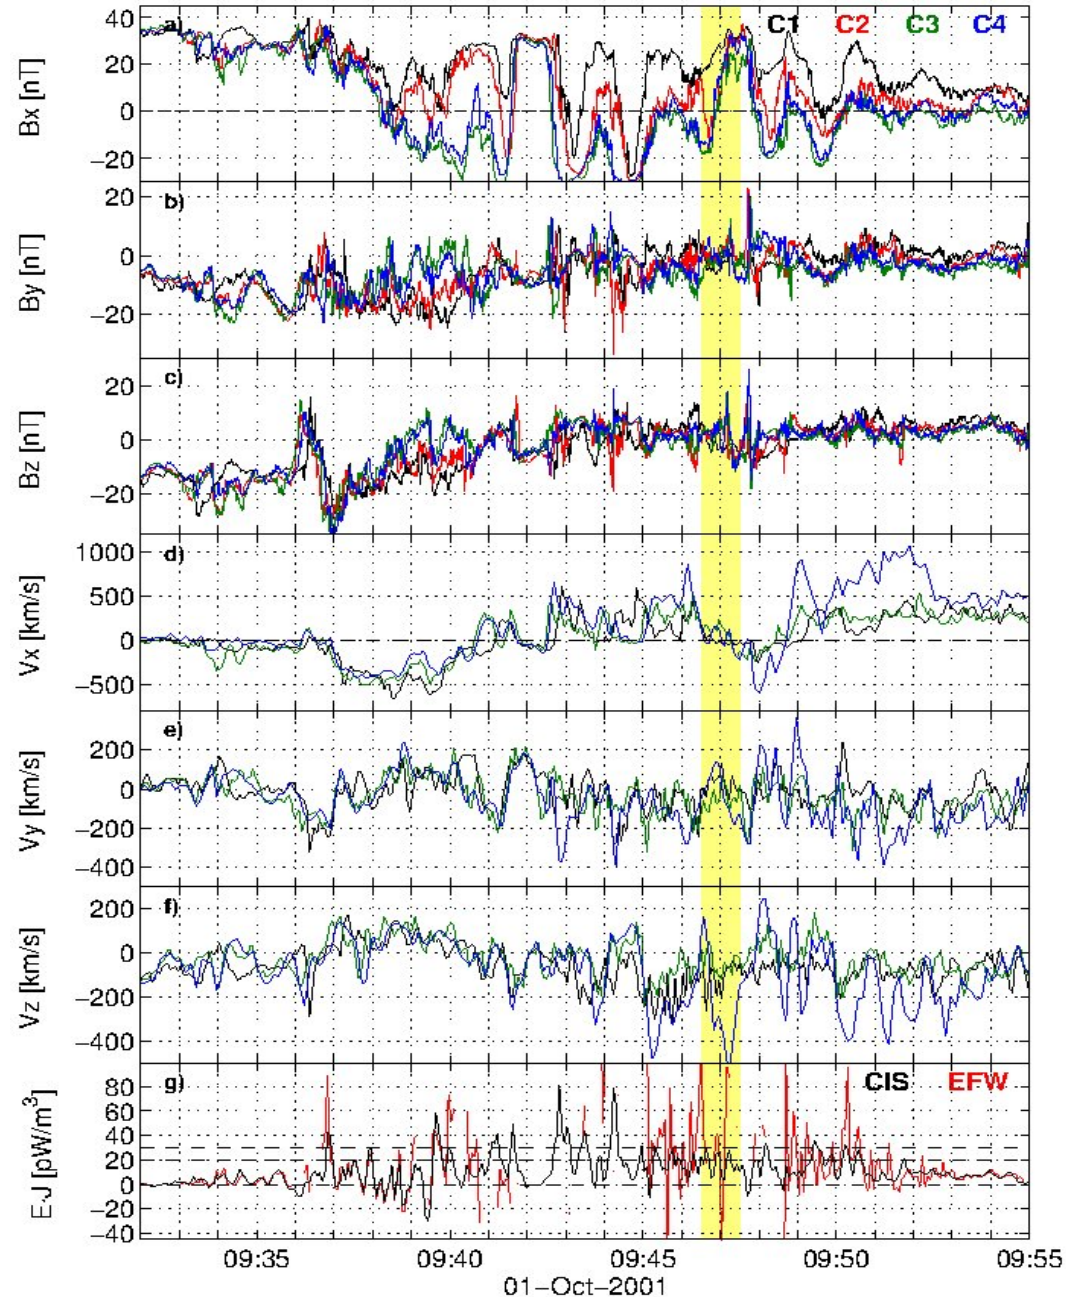 a) C1 C2 C3 C4
40
20
0
−20
Bx [nT]
b)
20
0
−20
By [nT]
c)
20
0
−20
Bz [nT]
d)
1000
500
0
−500
Vx [km/s]
e)
200
0
−200
−400
Vy [km/s]
f)
200
0
−200
−400
Vz [km/s]
g) CIS EFW
80
60
40
20
0
−20
−40
E·J [pW/m³]
09:35 09:40 09:45 09:50 09:55
01−Oct−2001